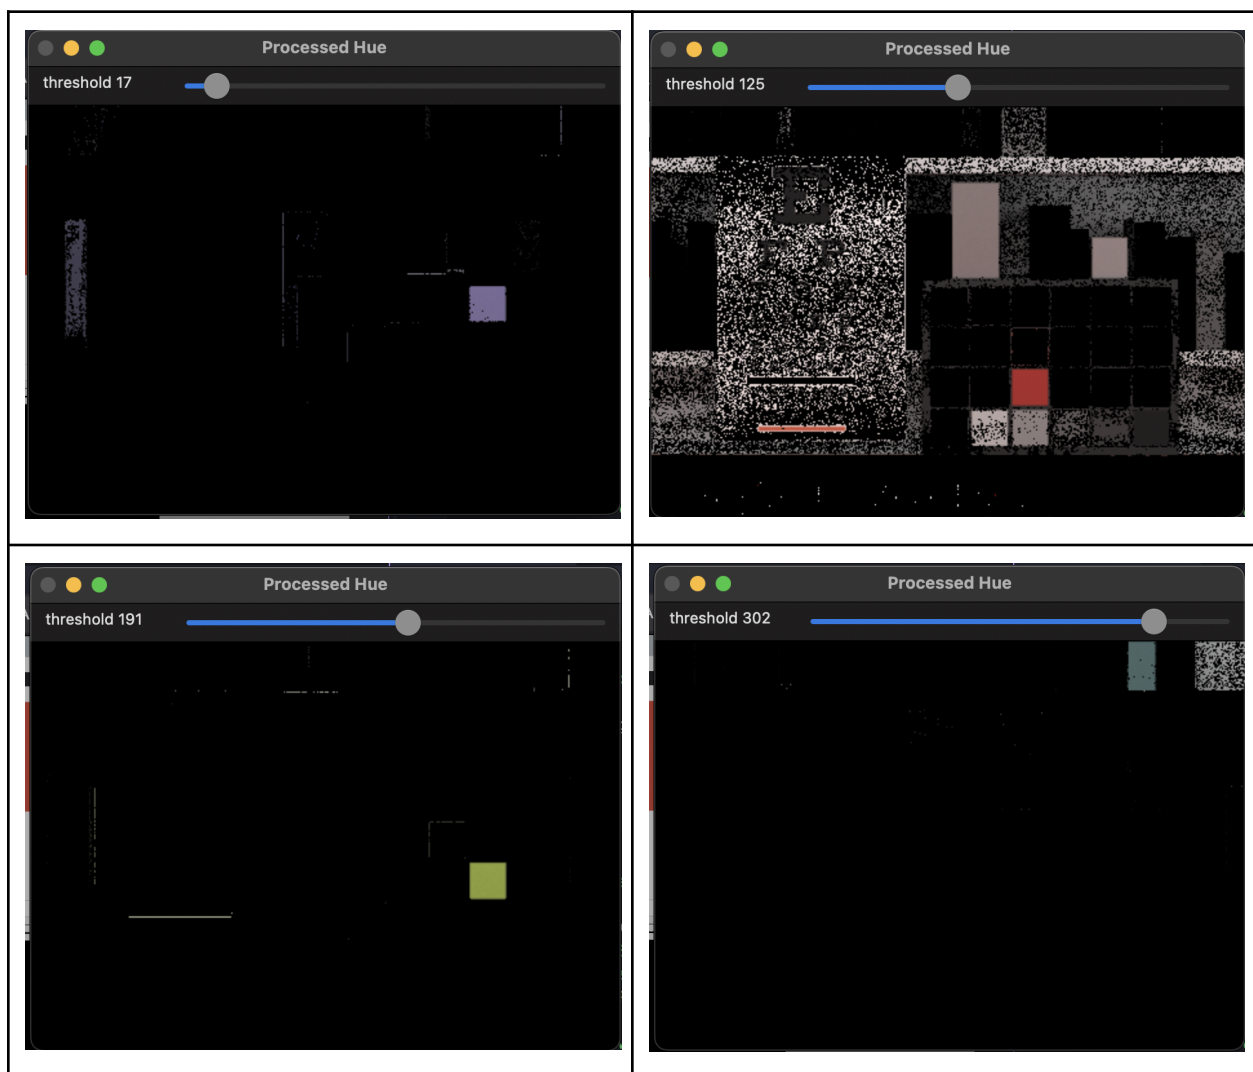 Processed Hue
threshold 17
Processed Hue
threshold 125
E
F P
Processed Hue
threshold 191
Processed Hue
threshold 302